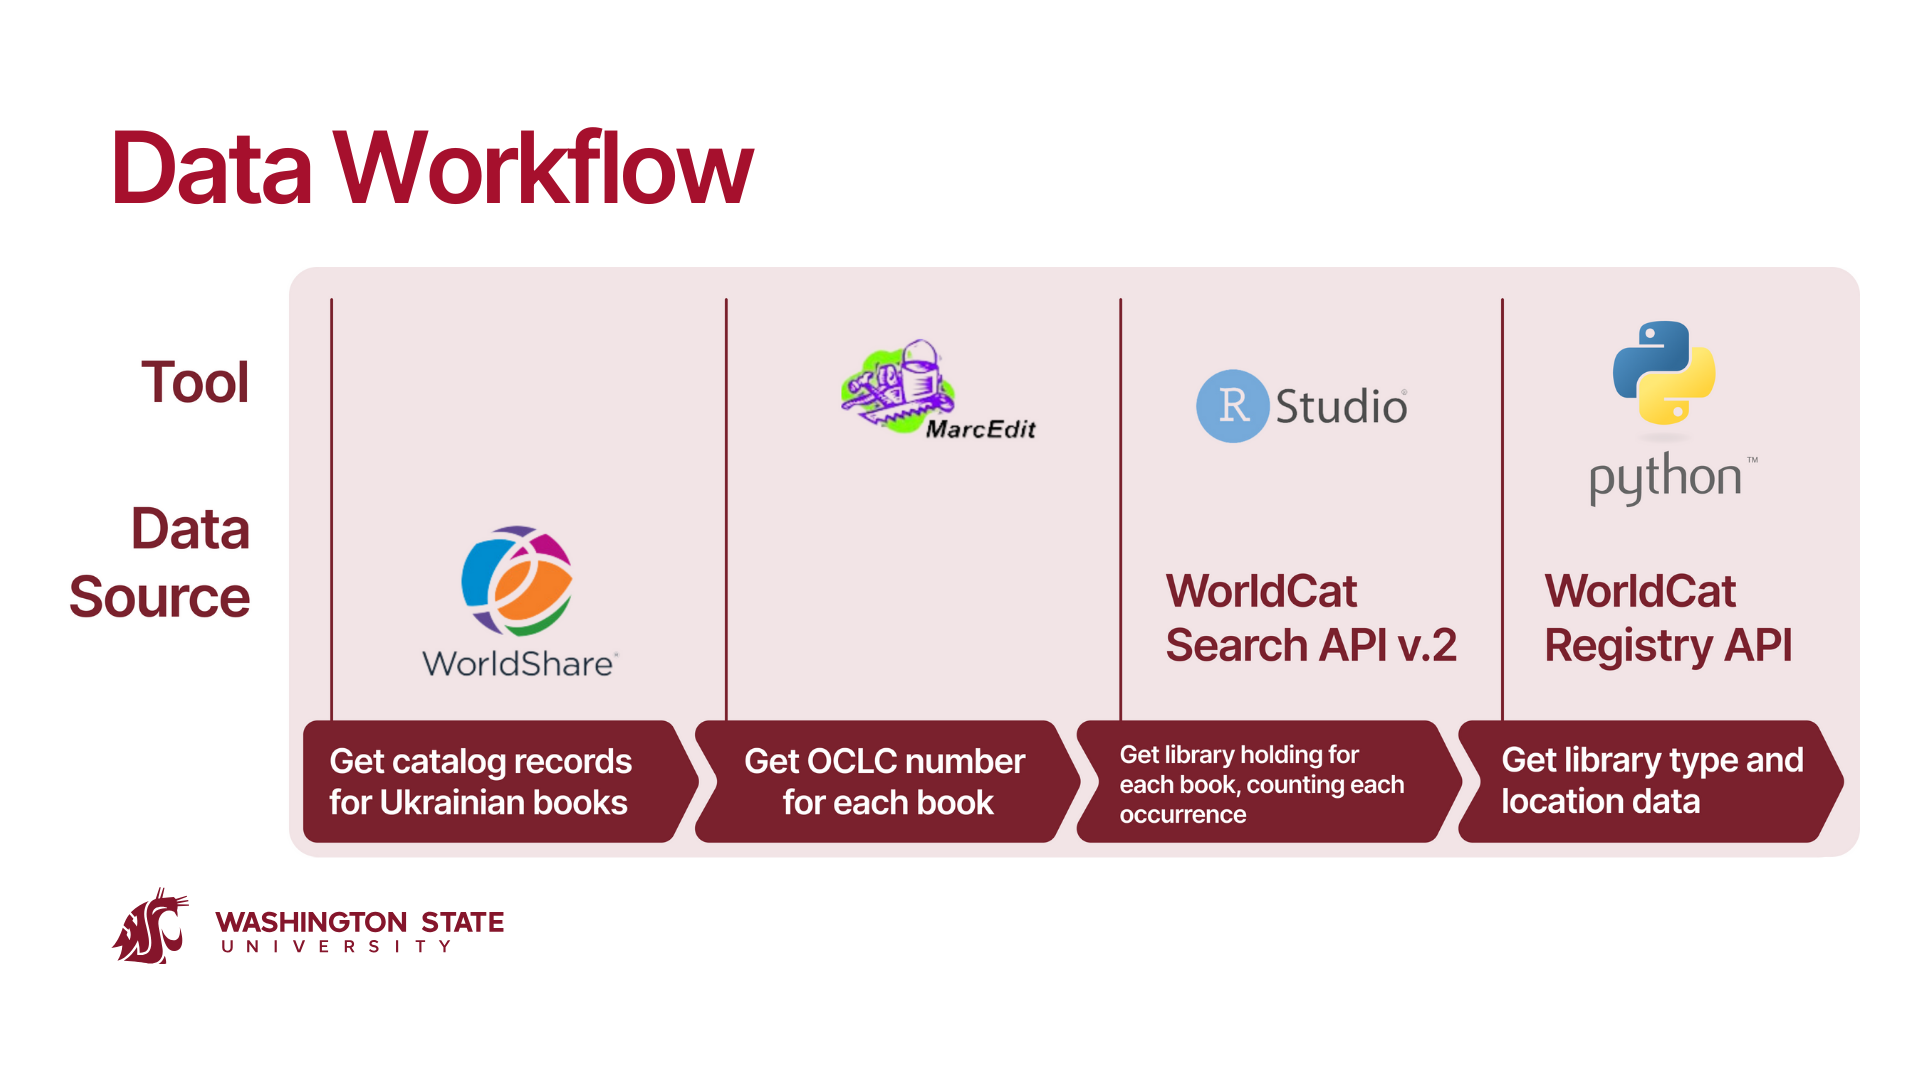 Data Workflow
Tool
Data
Source
WorldShare
MarcEdit
R Studio
python™
WorldCat
Search API v.2
WorldCat
Registry API
Get catalog records
for Ukrainian books
Get OCLC number
for each book
Get library holding for
each book, counting each
occurrence
Get library type and
location data
WASHINGTON STATE
UNIVERSITY